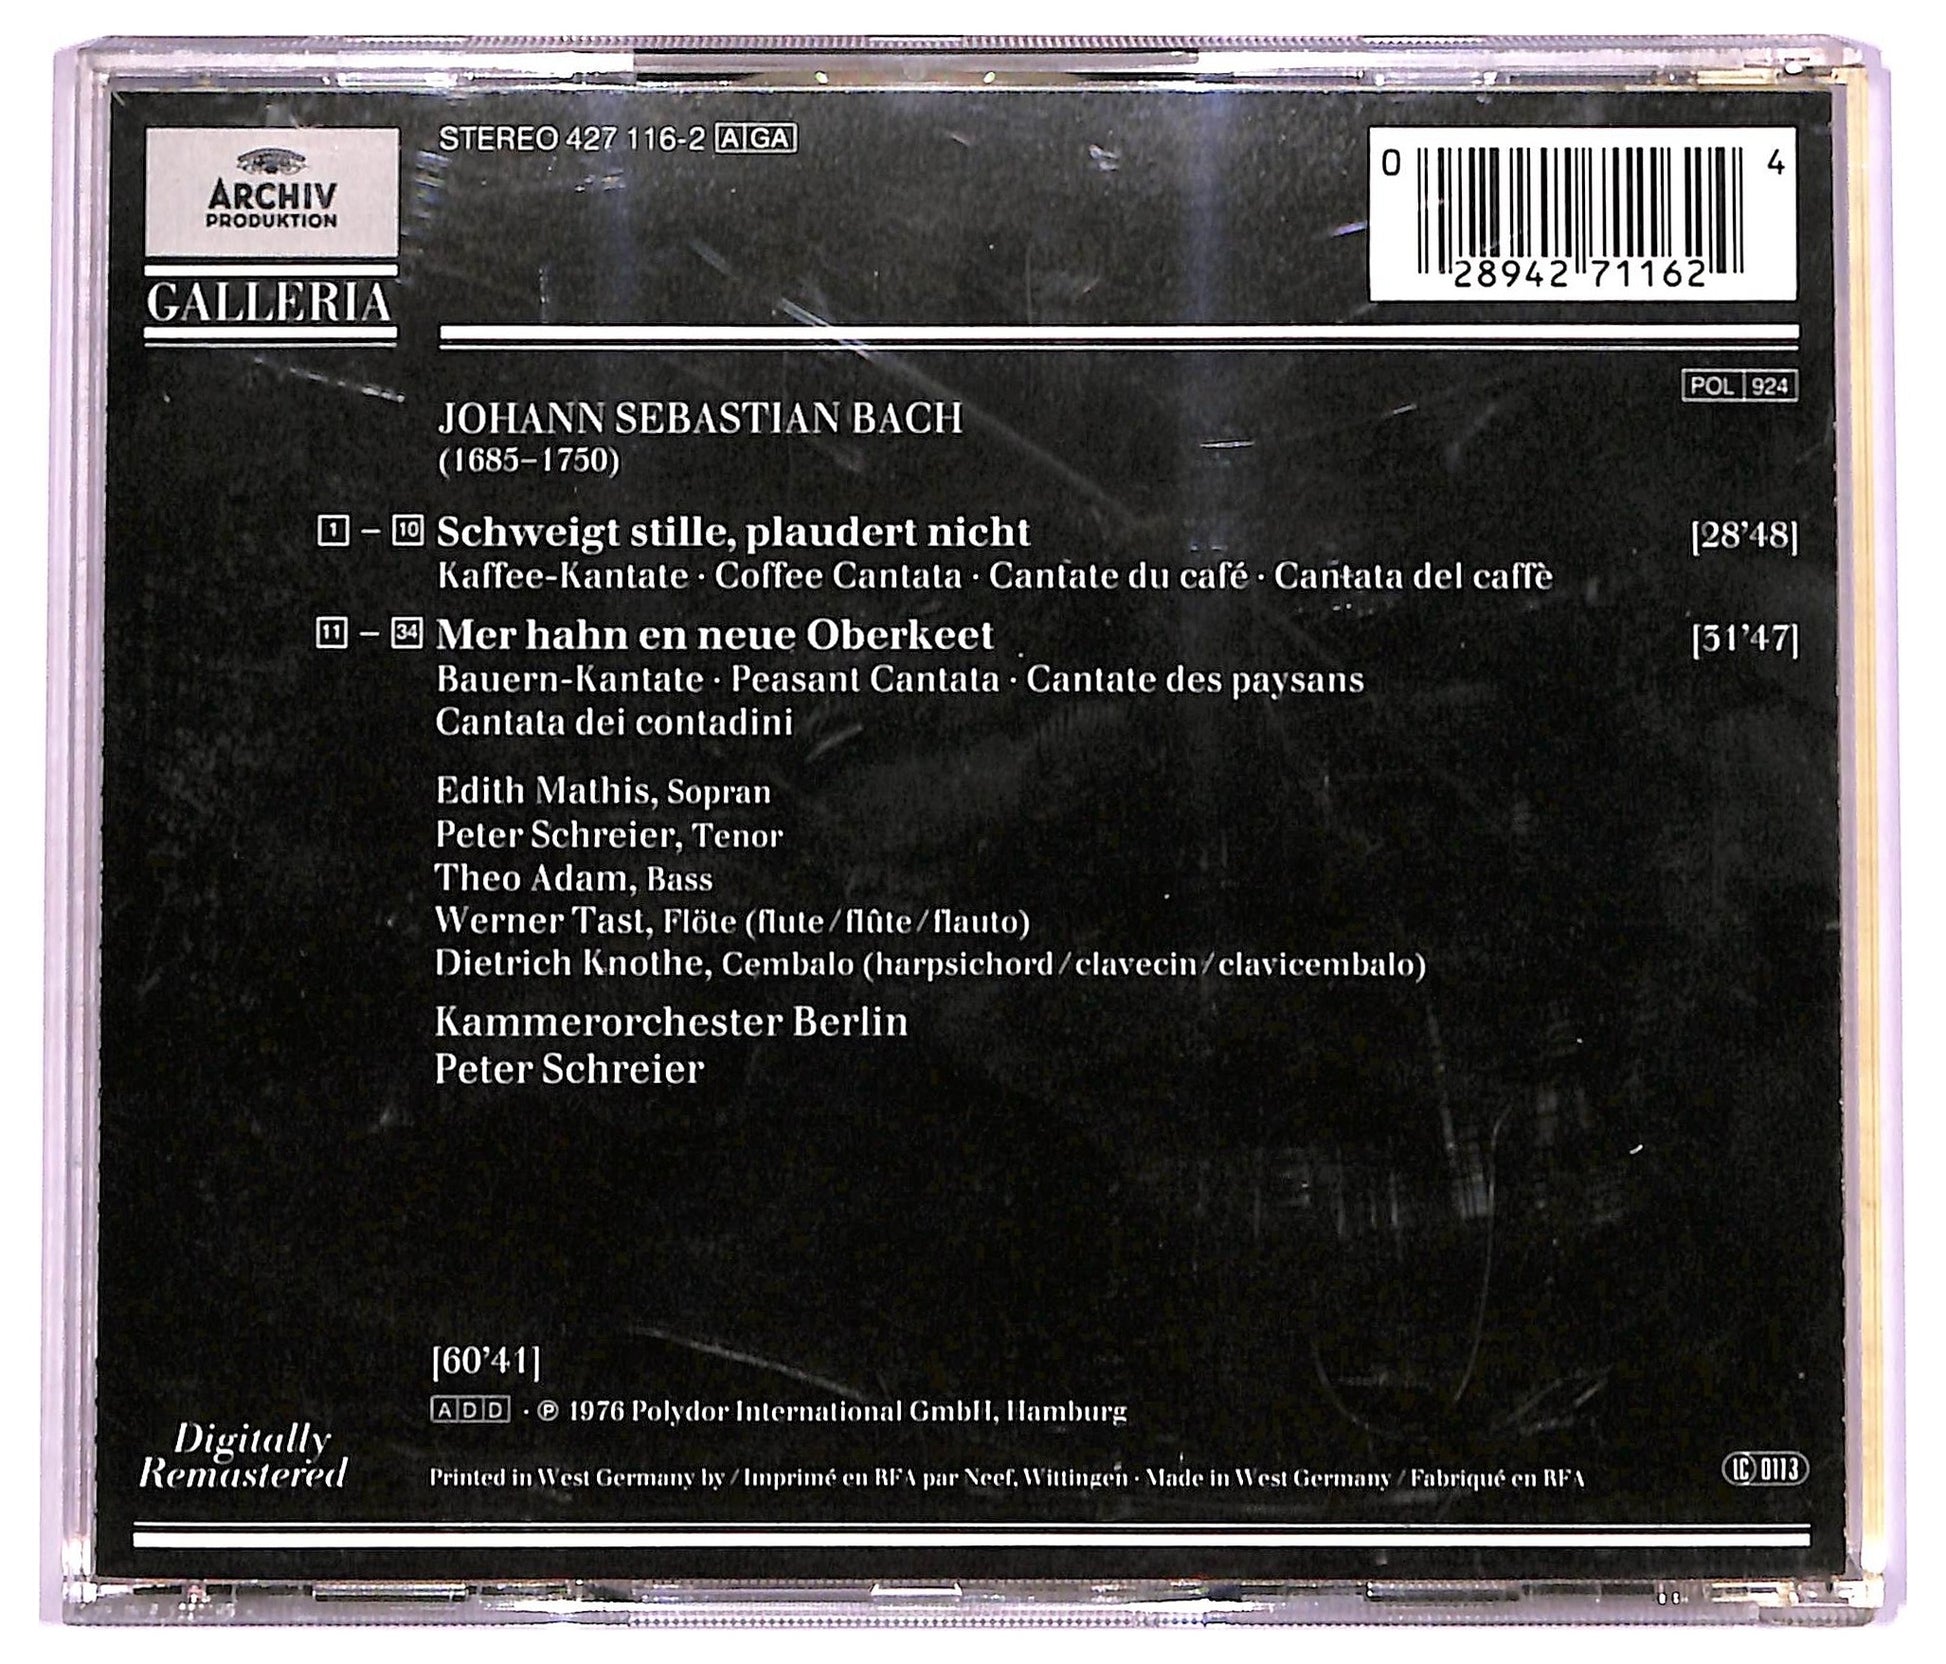 ARCHIV
PRODUKTION
GALLERIA
STEREO 427 116-2 A GA
0 28942 71162 4
POL 924
JOHANN SEBASTIAN BACH
(1685–1750)
1 – 10 Schweigt stille, plaudert nicht [28’48]
Kaffee-Kantate · Coffee Cantata · Cantate du café · Cantata del caffè
11 – 34 Mer hahn en neue Oberkeet [31’47]
Bauern-Kantate · Peasant Cantata · Cantate des paysans
Cantata dei contadini
Edith Mathis, Sopran
Peter Schreier, Tenor
Theo Adam, Bass
Werner Tast, Flöte (flute/flûte/flauto)
Dietrich Knothe, Cembalo (harpsichord/clavecin/clavicembalo)
Kammerorchester Berlin
Peter Schreier
[60’41]
A D D · ℗ 1976 Polydor International GmbH, Hamburg
Digitally
Remastered
Printed in West Germany by / Imprimé en RFA par Neef, Wittingen · Made in West Germany / Fabriqué en RFA
LC 0113